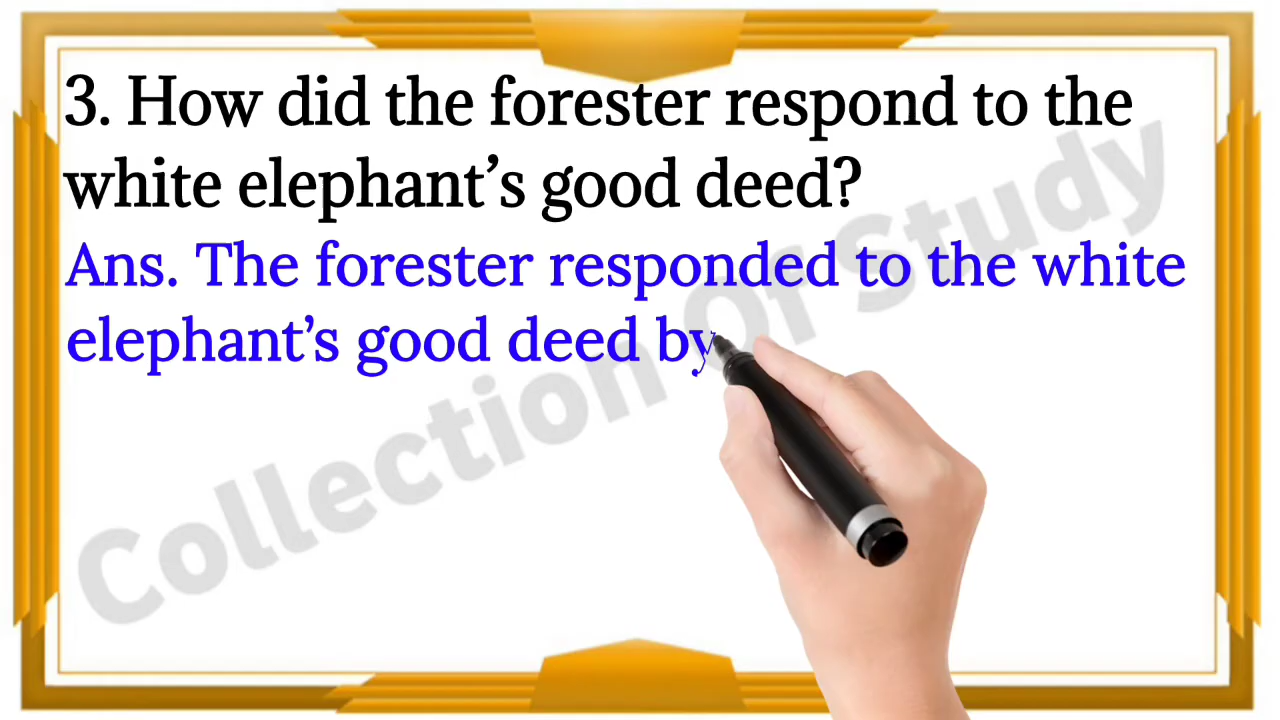 3. How did the forester respond to the
white elephant’s good deed?
Ans. The forester responded to the white
elephant’s good deed by
Collection Of Study